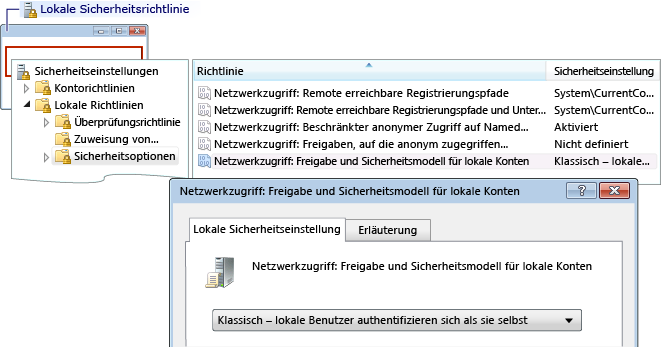 Lokale Sicherheitsrichtlinie
Sicherheitseinstellungen
Kontorichtlinien
Lokale Richtlinien
Überprüfungsrichtlinie
Zuweisung von...
Sicherheitsoptionen
Richtlinie Sicherheitseinstellung
Netzwerkzugriff: Remote erreichbare Registrierungspfade System\CurrentCo...
Netzwerkzugriff: Remote erreichbare Registrierungspfade und Unter... System\CurrentCo...
Netzwerkzugriff: Beschränkter anonymer Zugriff auf Named... Aktiviert
Netzwerkzugriff: Freigaben, auf die anonym zugegriffen... Nicht definiert
Netzwerkzugriff: Freigabe und Sicherheitsmodell für lokale Konten Klassisch – lokale...
Netzwerkzugriff: Freigabe und Sicherheitsmodell für lokale Konten
Lokale Sicherheitseinstellung Erläuterung
Netzwerkzugriff: Freigabe und Sicherheitsmodell für lokale Konten
Klassisch – lokale Benutzer authentifizieren sich als sie selbst